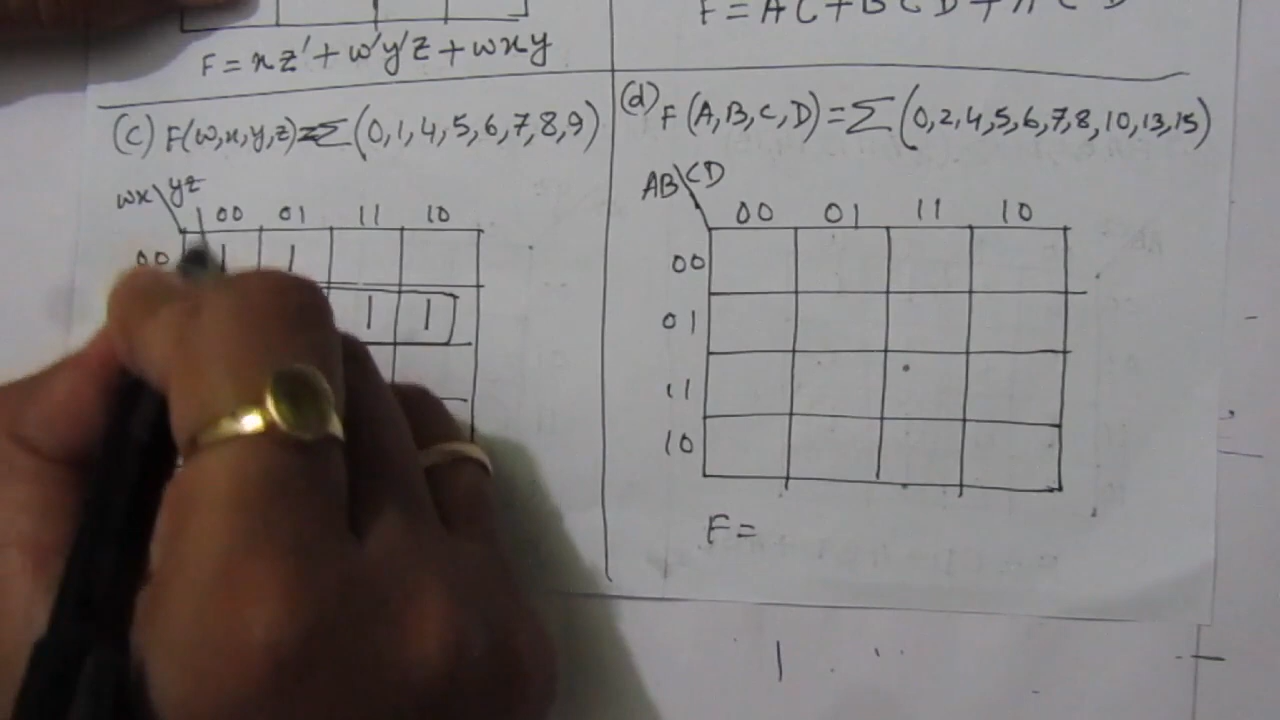 F = xz' + w'y'z + wxy
(c) F(w,x,y,z) = Σ(0,1,4,5,6,7,8,9)
wx\yz
00 01 11 10
00 1 1
1 1
(d) F(A,B,C,D) = Σ(0,2,4,5,6,7,8,10,13,15)
AB\CD
00 01 11 10
00
01
11
10
F =